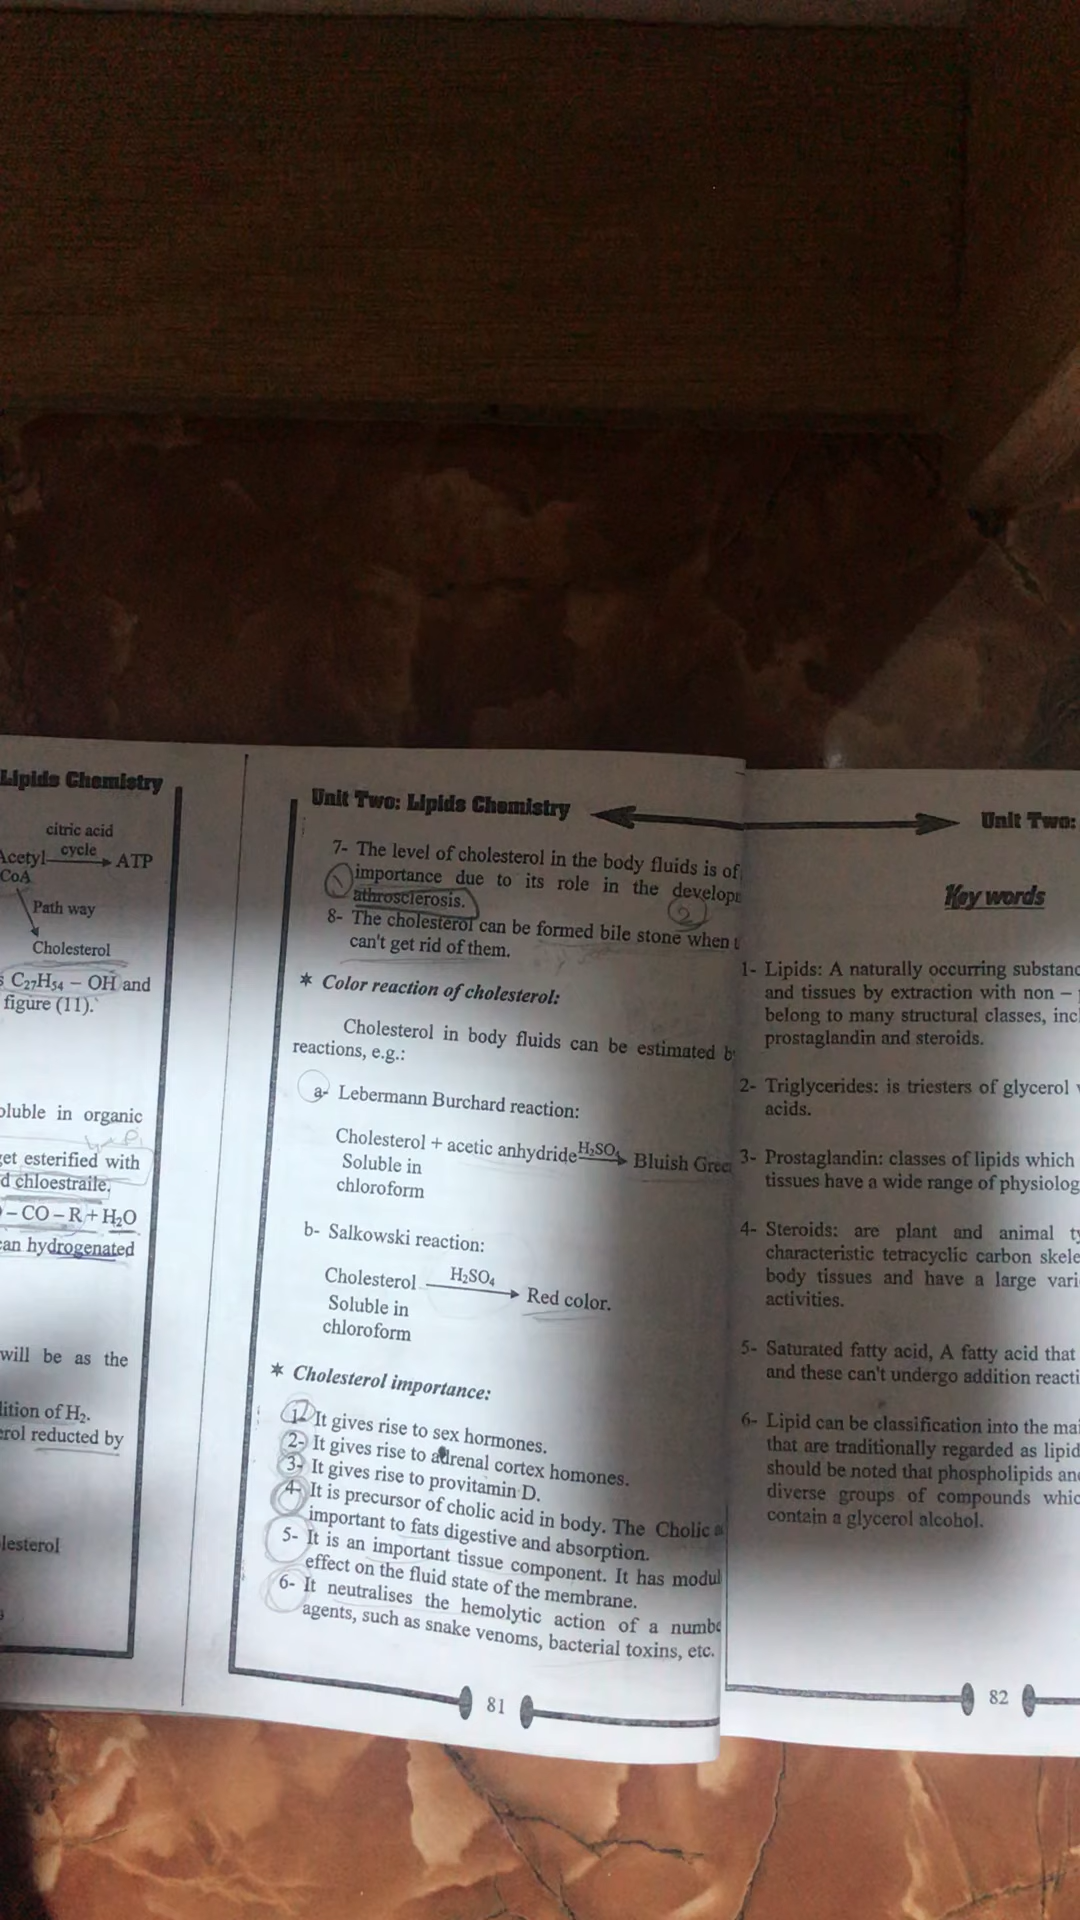 Lipids Chemistry
citric acid
Acetyl cycle ATP
CoA
Path way
Cholesterol
C₂₇H₅₄ – OH and
figure (11).
oluble in organic
get esterified with
d chloestraile.
– CO – R + H₂O
can hydrogenated
will be as the
lition of H₂.
erol reducted by
lesterol
Unit Two: Lipids Chemistry
7- The level of cholesterol in the body fluids is of
importance due to its role in the develop
athrosclerosis.
8- The cholesterol can be formed bile stone when
can't get rid of them.
* Color reaction of cholesterol:
Cholesterol in body fluids can be estimated b
reactions, e.g.:
a- Lebermann Burchard reaction:
Cholesterol + acetic anhydride H₂SO₄ Bluish Gree
Soluble in
chloroform
b- Salkowski reaction:
Cholesterol H₂SO₄ Red color.
Soluble in
chloroform
* Cholesterol importance:
1- It gives rise to sex hormones.
2- It gives rise to adrenal cortex homones.
3- It gives rise to provitamin D.
4- It is precursor of cholic acid in body. The Cholic
important to fats digestive and absorption.
5- It is an important tissue component. It has modul
effect on the fluid state of the membrane.
6- It neutralises the hemolytic action of a numbe
agents, such as snake venoms, bacterial toxins, etc.
81
Unit Two:
Key words
1- Lipids: A naturally occurring substanc
and tissues by extraction with non –
belong to many structural classes, incl
prostaglandin and steroids.
2- Triglycerides: is triesters of glycerol
acids.
3- Prostaglandin: classes of lipids which
tissues have a wide range of physiolog
4- Steroids: are plant and animal ty
characteristic tetracyclic carbon skele
body tissues and have a large vari
activities.
5- Saturated fatty acid, A fatty acid that
and these can't undergo addition reacti
6- Lipid can be classification into the mai
that are traditionally regarded as lipid
should be noted that phospholipids and
diverse groups of compounds whic
contain a glycerol alcohol.
82